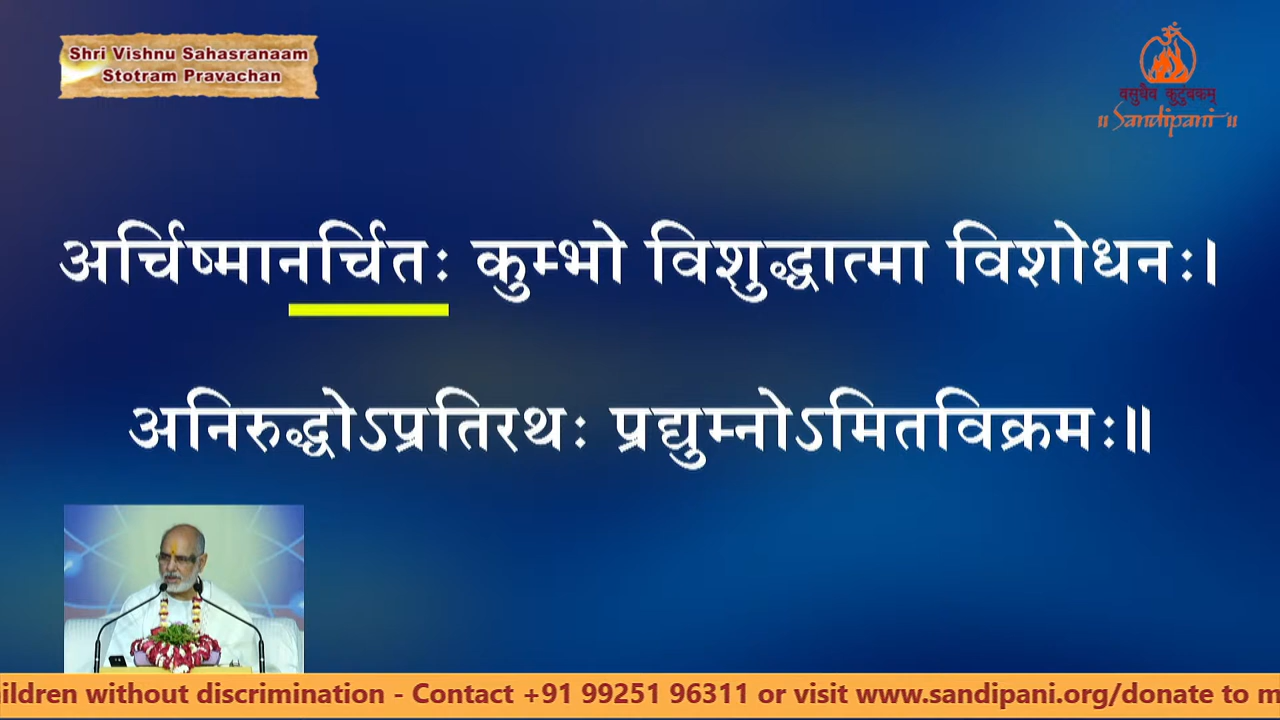 Shri Vishnu Sahasranaam
Stotram Pravachan
ॐ
वसुधैव कुटुंबकम्
॥ Sandipani ॥
अर्चिष्मानर्चितः कुम्भो विशुद्धात्मा विशोधनः।
अनिरुद्धोऽप्रतिरथः प्रद्युम्नोऽमितविक्रमः॥
ildren without discrimination - Contact +91 99251 96311 or visit www.sandipani.org/donate to m